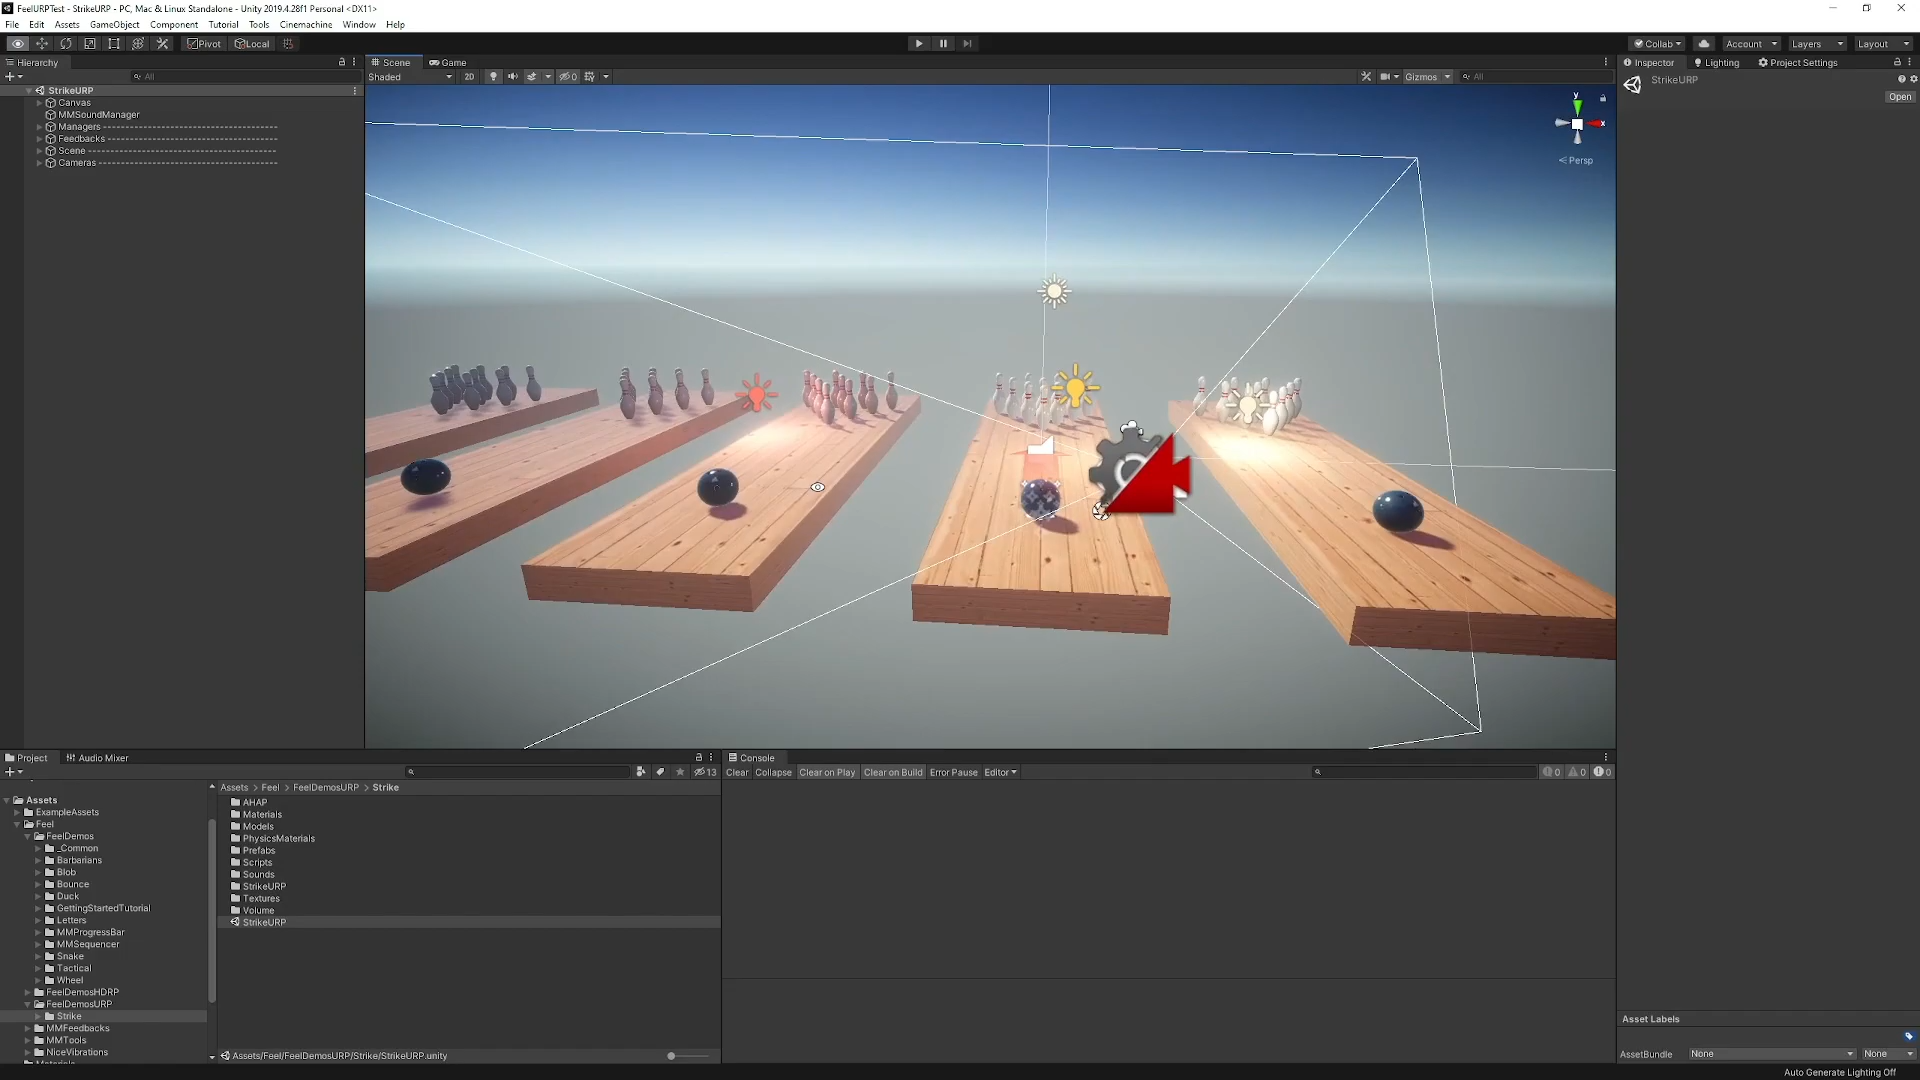 FeelURPTest - StrikeURP - PC, Mac & Linux Standalone - Unity 2019.4.28f1 Personal <DX11>
File Edit Assets GameObject Component Tutorial Tools Cinemachine Window Help
Pivot Local Collab Account Layers Layout
Hierarchy Scene Game Inspector Lighting Project Settings
All Shaded 2D 0 Gizmos All StrikeURP
StrikeURP Open
Canvas
MMSoundManager
Managers
Feedbacks
Scene
Cameras
y
x
< Persp
Project Audio Mixer Console
13 Clear Collapse Clear on Play Clear on Build Error Pause Editor 0 0 0
Assets > Feel > FeelDemosURP > Strike
Assets
ExampleAssets
Feel
FeelDemos
_Common
Barbarians
Blob
Bounce
Duck
GettingStartedTutorial
Letters
MMProgressBar
MMSequencer
Snake
Tactical
Wheel
FeelDemosHDRP
FeelDemosURP
Strike
MMFeedbacks
MMTools
NiceVibrations
AHAP
Materials
Models
PhysicsMaterials
Prefabs
Scripts
Sounds
StrikeURP
Textures
Volume
StrikeURP
Assets/Feel/FeelDemosURP/Strike/StrikeURP.unity
Asset Labels
AssetBundle None None
Auto Generate Lighting Off